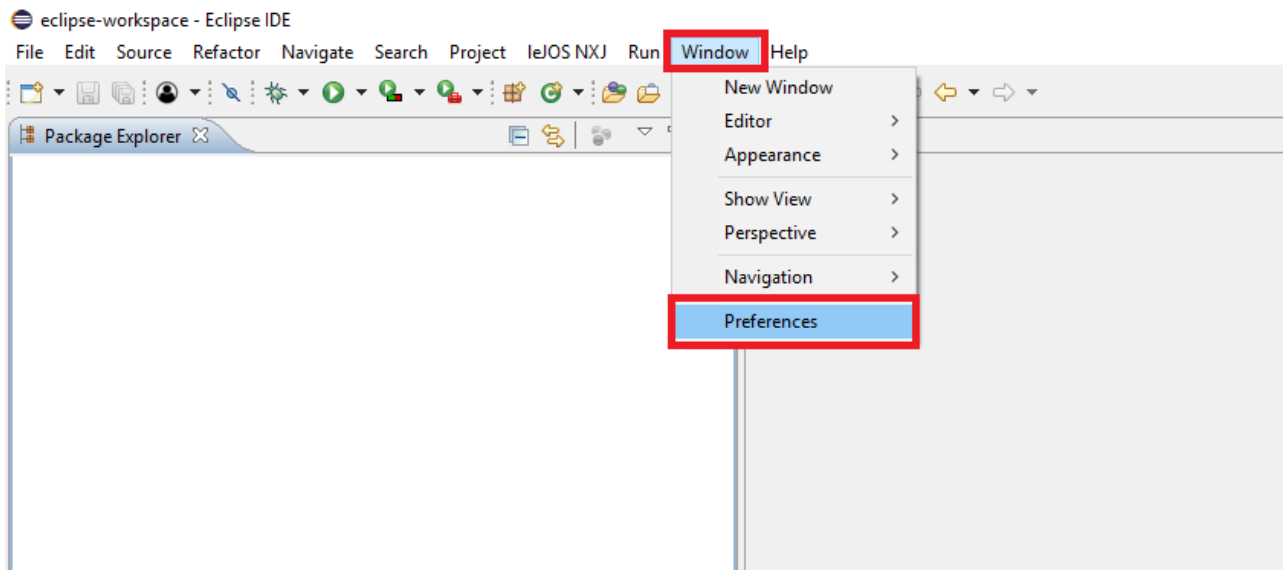 eclipse-workspace - Eclipse IDE
File Edit Source Refactor Navigate Search Project leJOS NXJ Run Window Help
Package Explorer
New Window
Editor
Appearance
Show View
Perspective
Navigation
Preferences